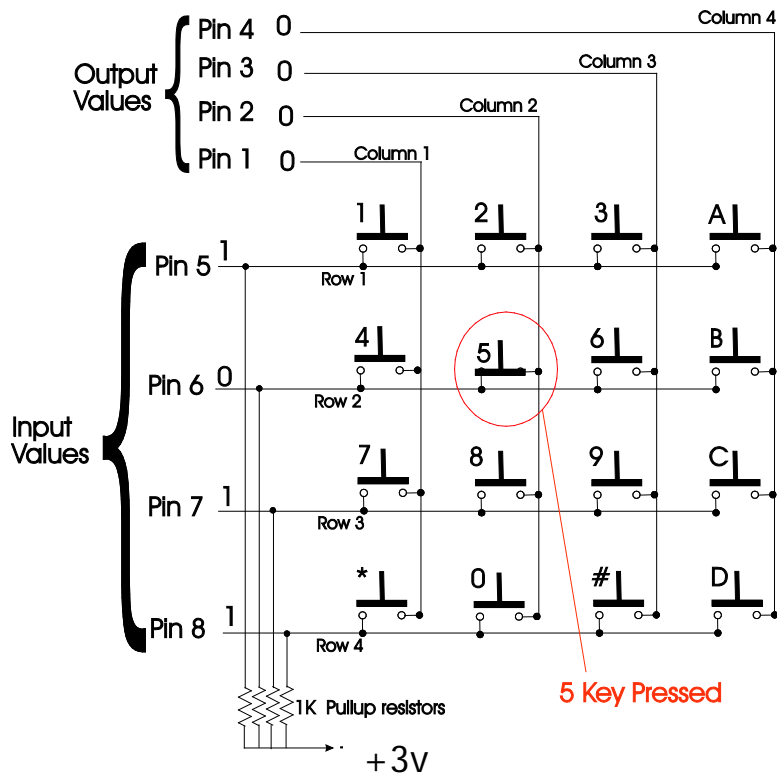 Column 4
Pin 4 0
Column 3
Pin 3 0
Output
Values
Column 2
Pin 2 0
Pin 1 0
Column 1
1 2 3 A
Pin 5 1
Row 1
4 5 6 B
Pin 6 0
Row 2
Input
Values
7 8 9 C
Pin 7 1
Row 3
* 0 # D
Pin 8 1
Row 4
5 Key Pressed
1K Pullup resistors
+3v